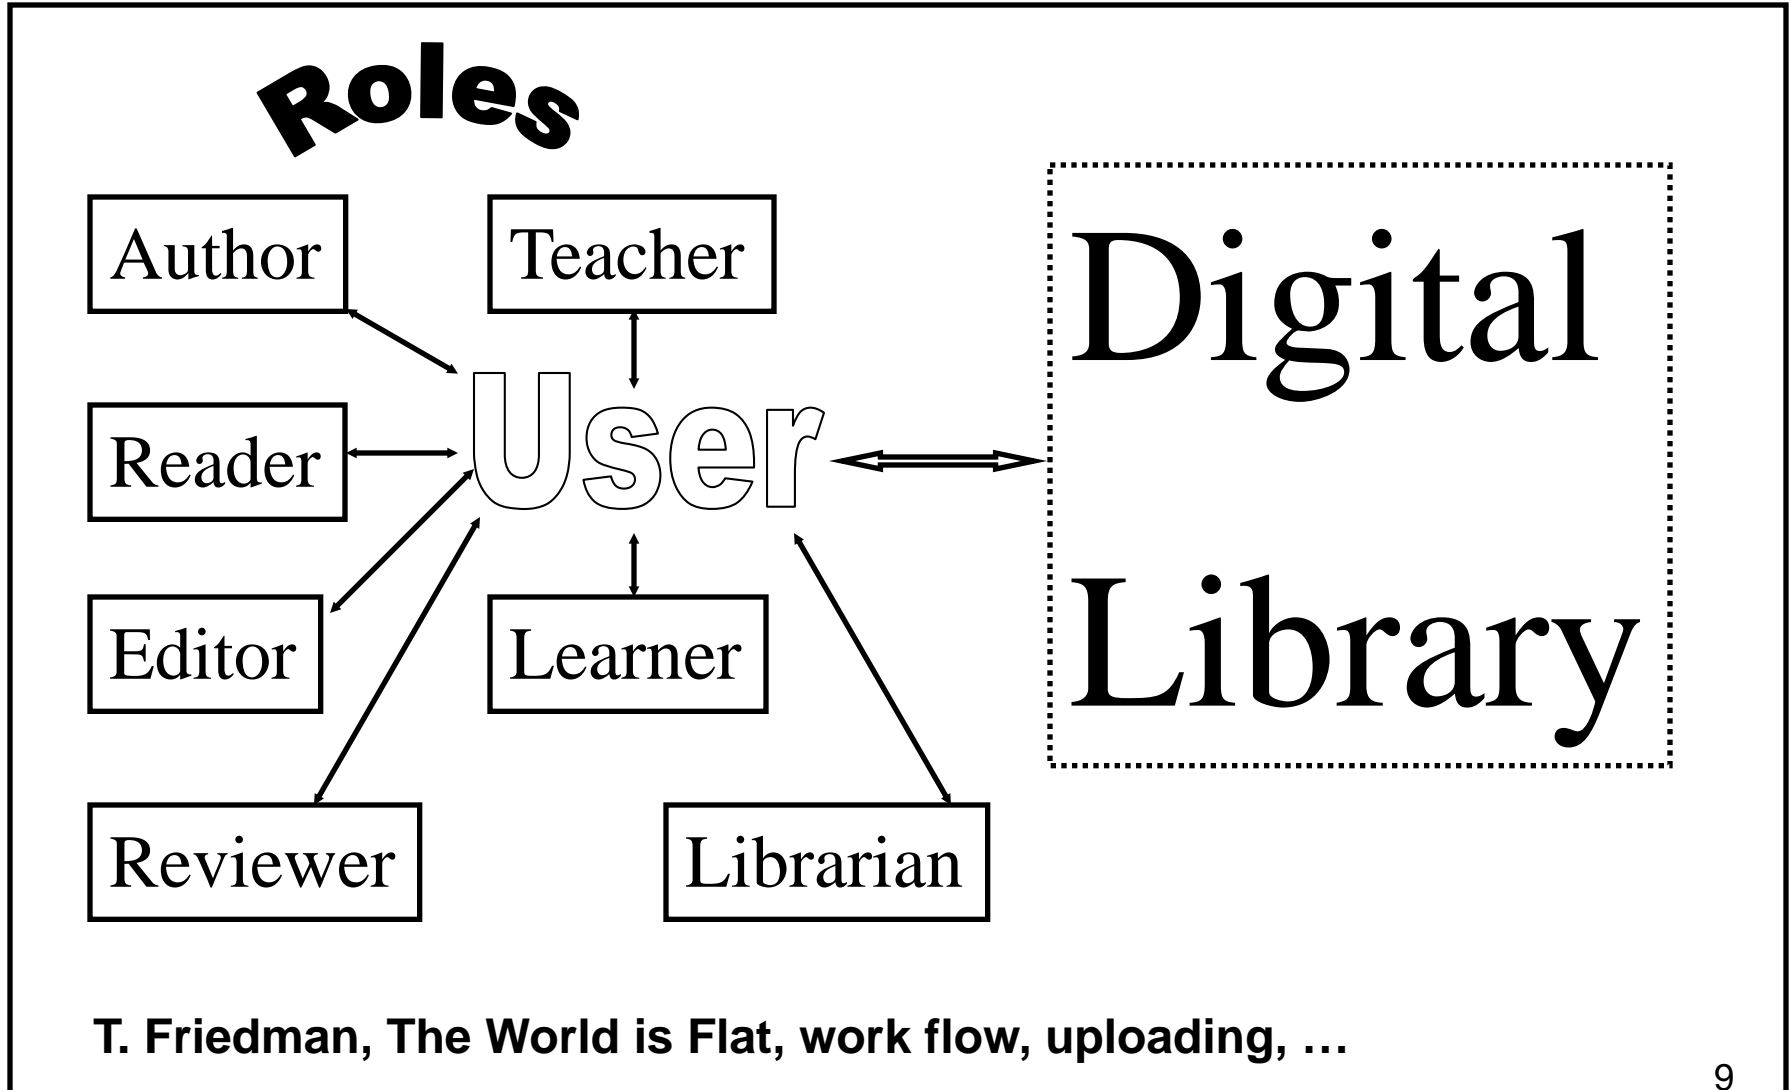 Roles
Author
Teacher
Digital
Library
Reader
User
Editor
Learner
Reviewer
Librarian
T. Friedman, The World is Flat, work flow, uploading, …
9